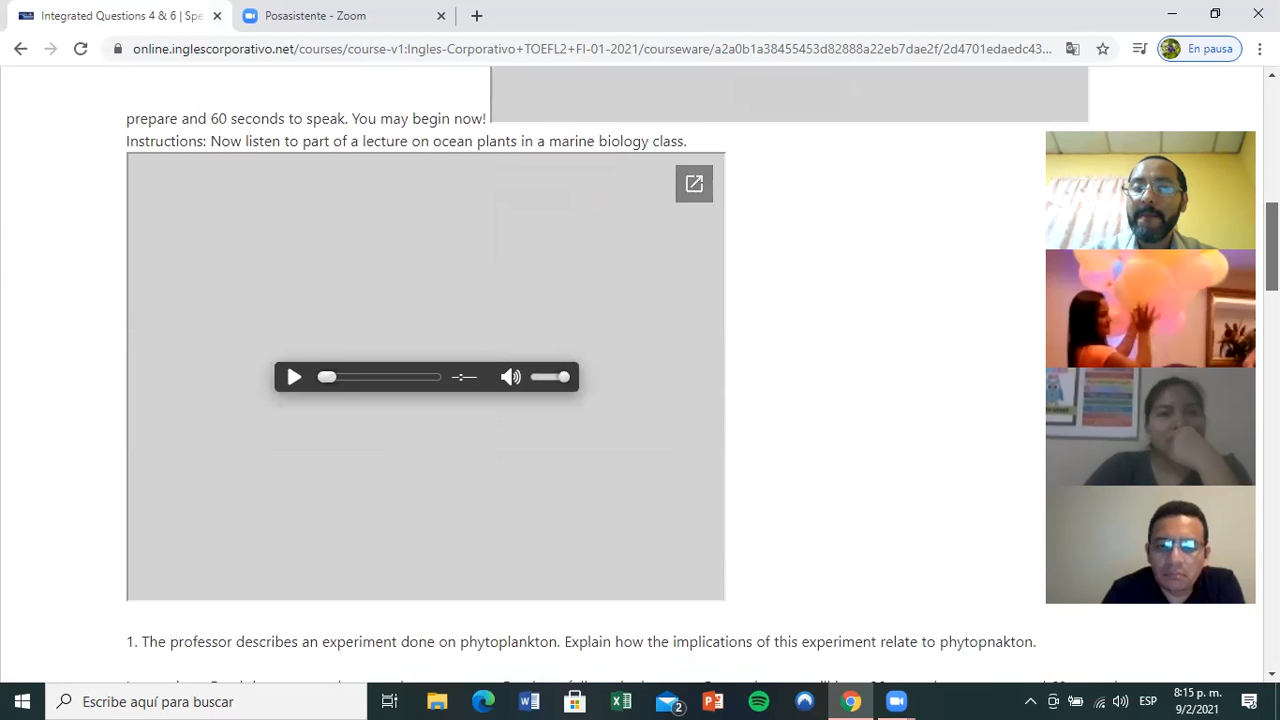 Integrated Questions 4 & 6 | Spe
Posasistente - Zoom
online.inglescorporativo.net/courses/course-v1:Ingles-Corporativo+TOEFL2+FI-01-2021/courseware/a2a0b1a38455453d82888a22eb7dae2f/2d4701edaedc43...
En pausa
prepare and 60 seconds to speak. You may begin now!
Instructions: Now listen to part of a lecture on ocean plants in a marine biology class.
-:--
1. The professor describes an experiment done on phytoplankton. Explain how the implications of this experiment relate to phytopnakton.
Escribe aquí para buscar
2
ESP
8:15 p. m.
9/2/2021